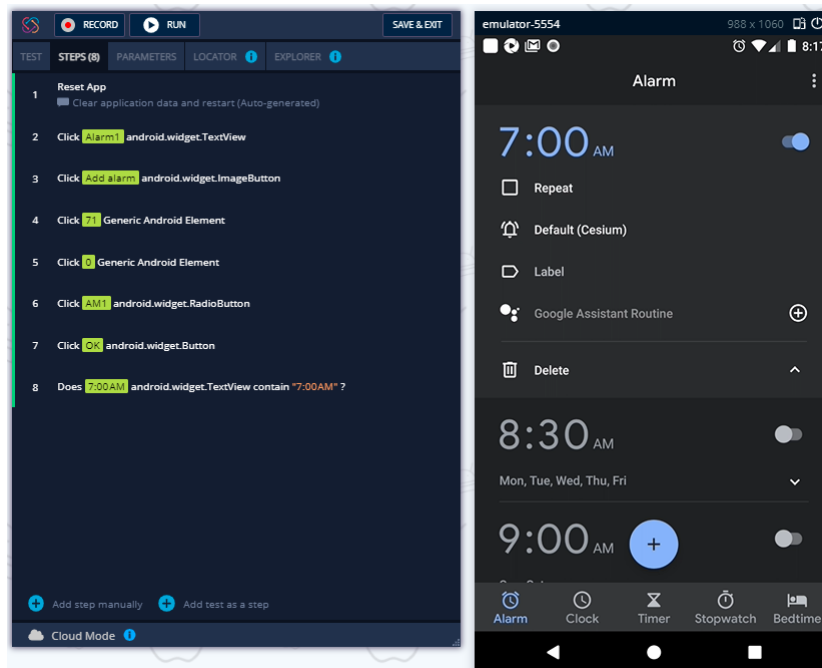 RECORD
RUN
SAVE & EXIT
TEST STEPS (8) PARAMETERS LOCATOR EXPLORER
1 Reset App
Clear application data and restart (Auto-generated)
2 Click Alarm1 android.widget.TextView
3 Click Add alarm android.widget.ImageButton
4 Click 71 Generic Android Element
5 Click 0 Generic Android Element
6 Click AM1 android.widget.RadioButton
7 Click OK android.widget.Button
8 Does 7:00AM android.widget.TextView contain "7:00AM" ?
Add step manually Add test as a step
Cloud Mode
emulator-5554 988 x 1060
8:17
Alarm
7:00 AM
Repeat
Default (Cesium)
Label
Google Assistant Routine
Delete
8:30 AM
Mon, Tue, Wed, Thu, Fri
9:00 AM
Alarm Clock Timer Stopwatch Bedtime